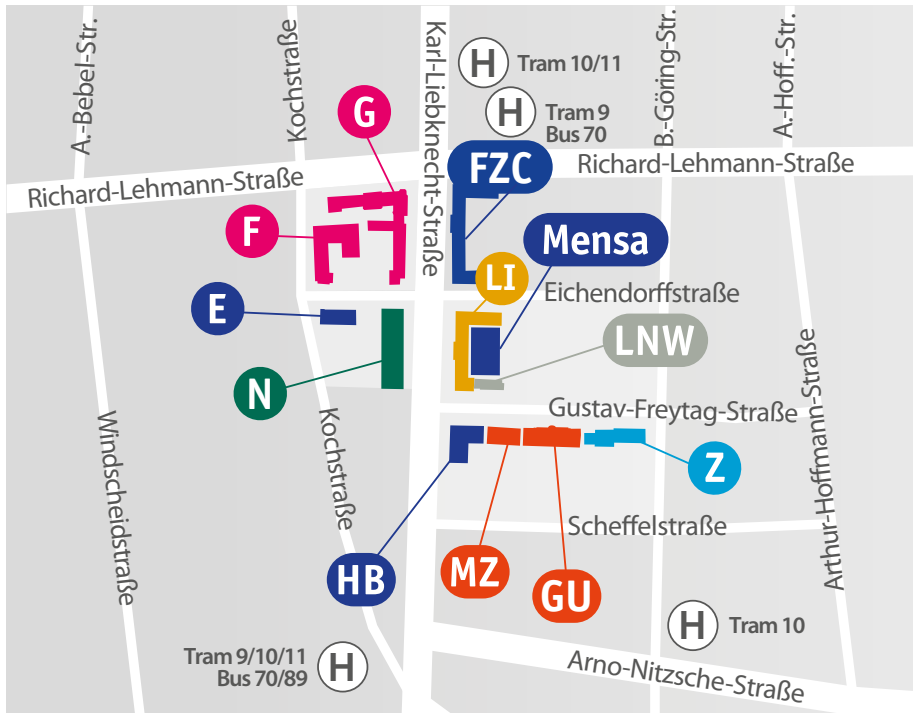 A.-Bebel-Str.
Kochstraße
Karl-Liebknecht-Straße
H
Tram 10/11
H
Tram 9
Bus 70
B.-Göring-Str.
A.-Hoff.-Str.
G
FZC
Richard-Lehmann-Straße
Richard-Lehmann-Straße
F
Mensa
LI
Eichendorffstraße
E
LNW
N
Gustav-Freytag-Straße
Windscheidstraße
Kochstraße
Z
Arthur-Hoffmann-Straße
Scheffelstraße
HB
MZ
GU
H
Tram 10
Tram 9/10/11
Bus 70/89
H
Arno-Nitzsche-Straße